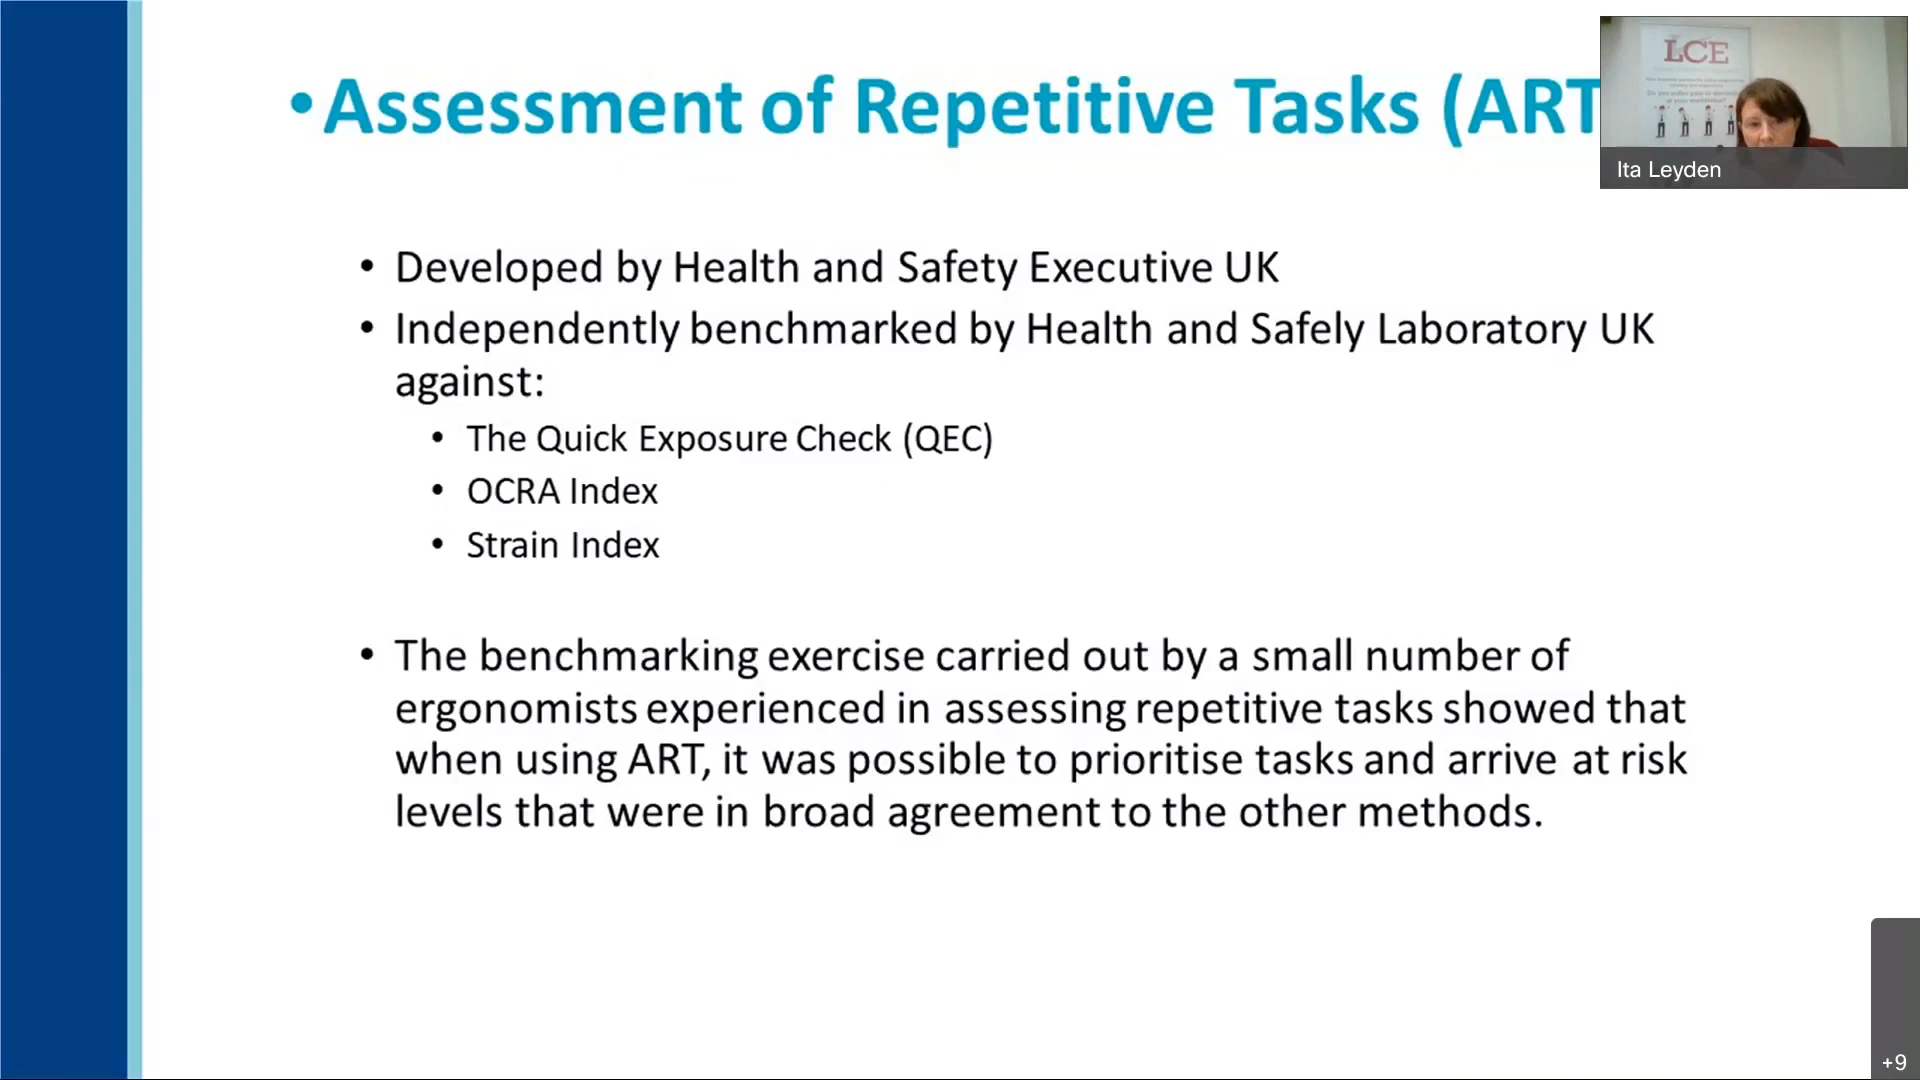 •Assessment of Repetitive Tasks (ART
LCE
Ita Leyden
• Developed by Health and Safety Executive UK
• Independently benchmarked by Health and Safely Laboratory UK
against:
• The Quick Exposure Check (QEC)
• OCRA Index
• Strain Index
• The benchmarking exercise carried out by a small number of
ergonomists experienced in assessing repetitive tasks showed that
when using ART, it was possible to prioritise tasks and arrive at risk
levels that were in broad agreement to the other methods.
+9